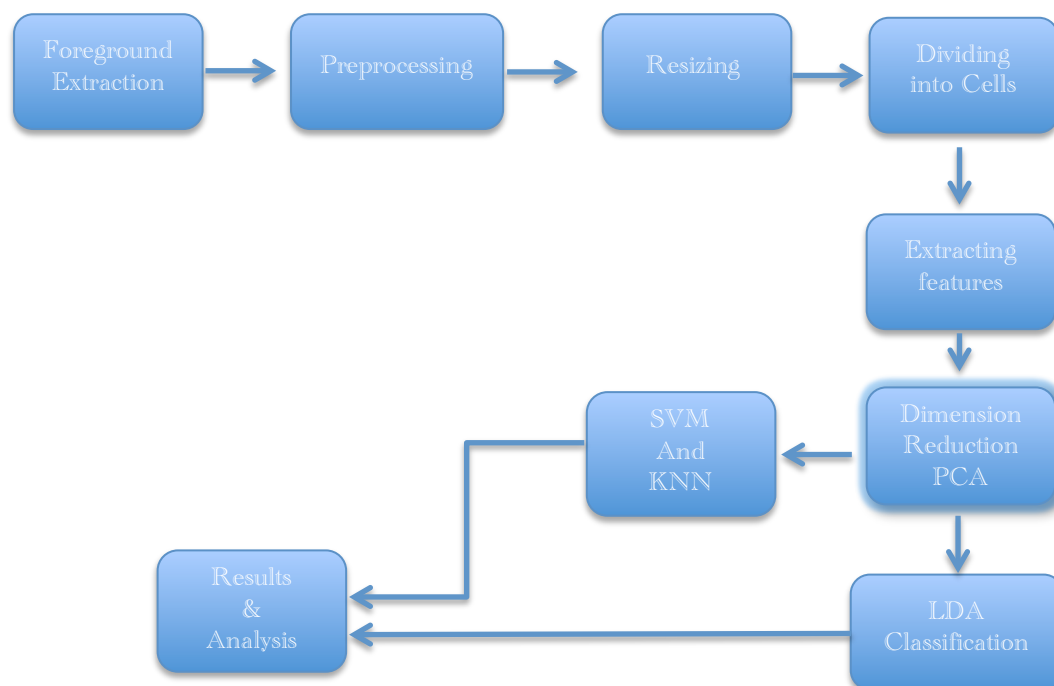 Foreground
Extraction
Preprocessing
Resizing
Dividing
into Cells
Extracting
features
Dimension
Reduction
PCA
SVM
And
KNN
LDA
Classification
Results
&
Analysis